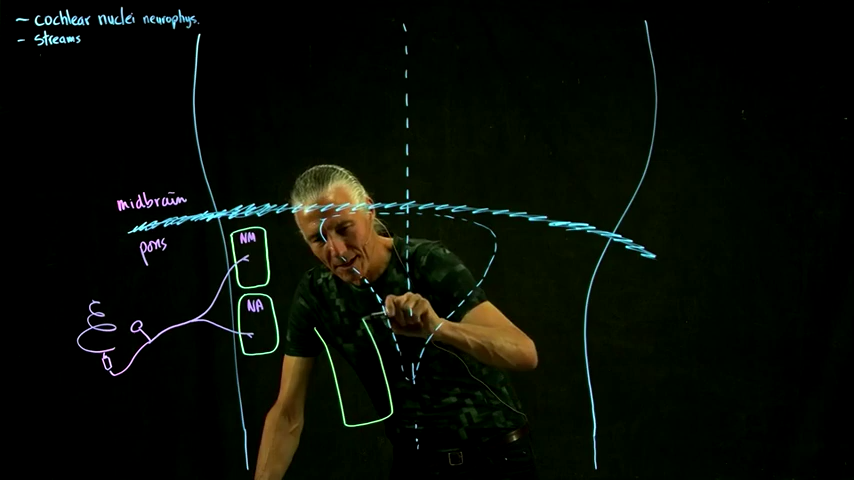 ~ cochlear nuclei neurophys.
- streams
midbrain
pons
NM
NA